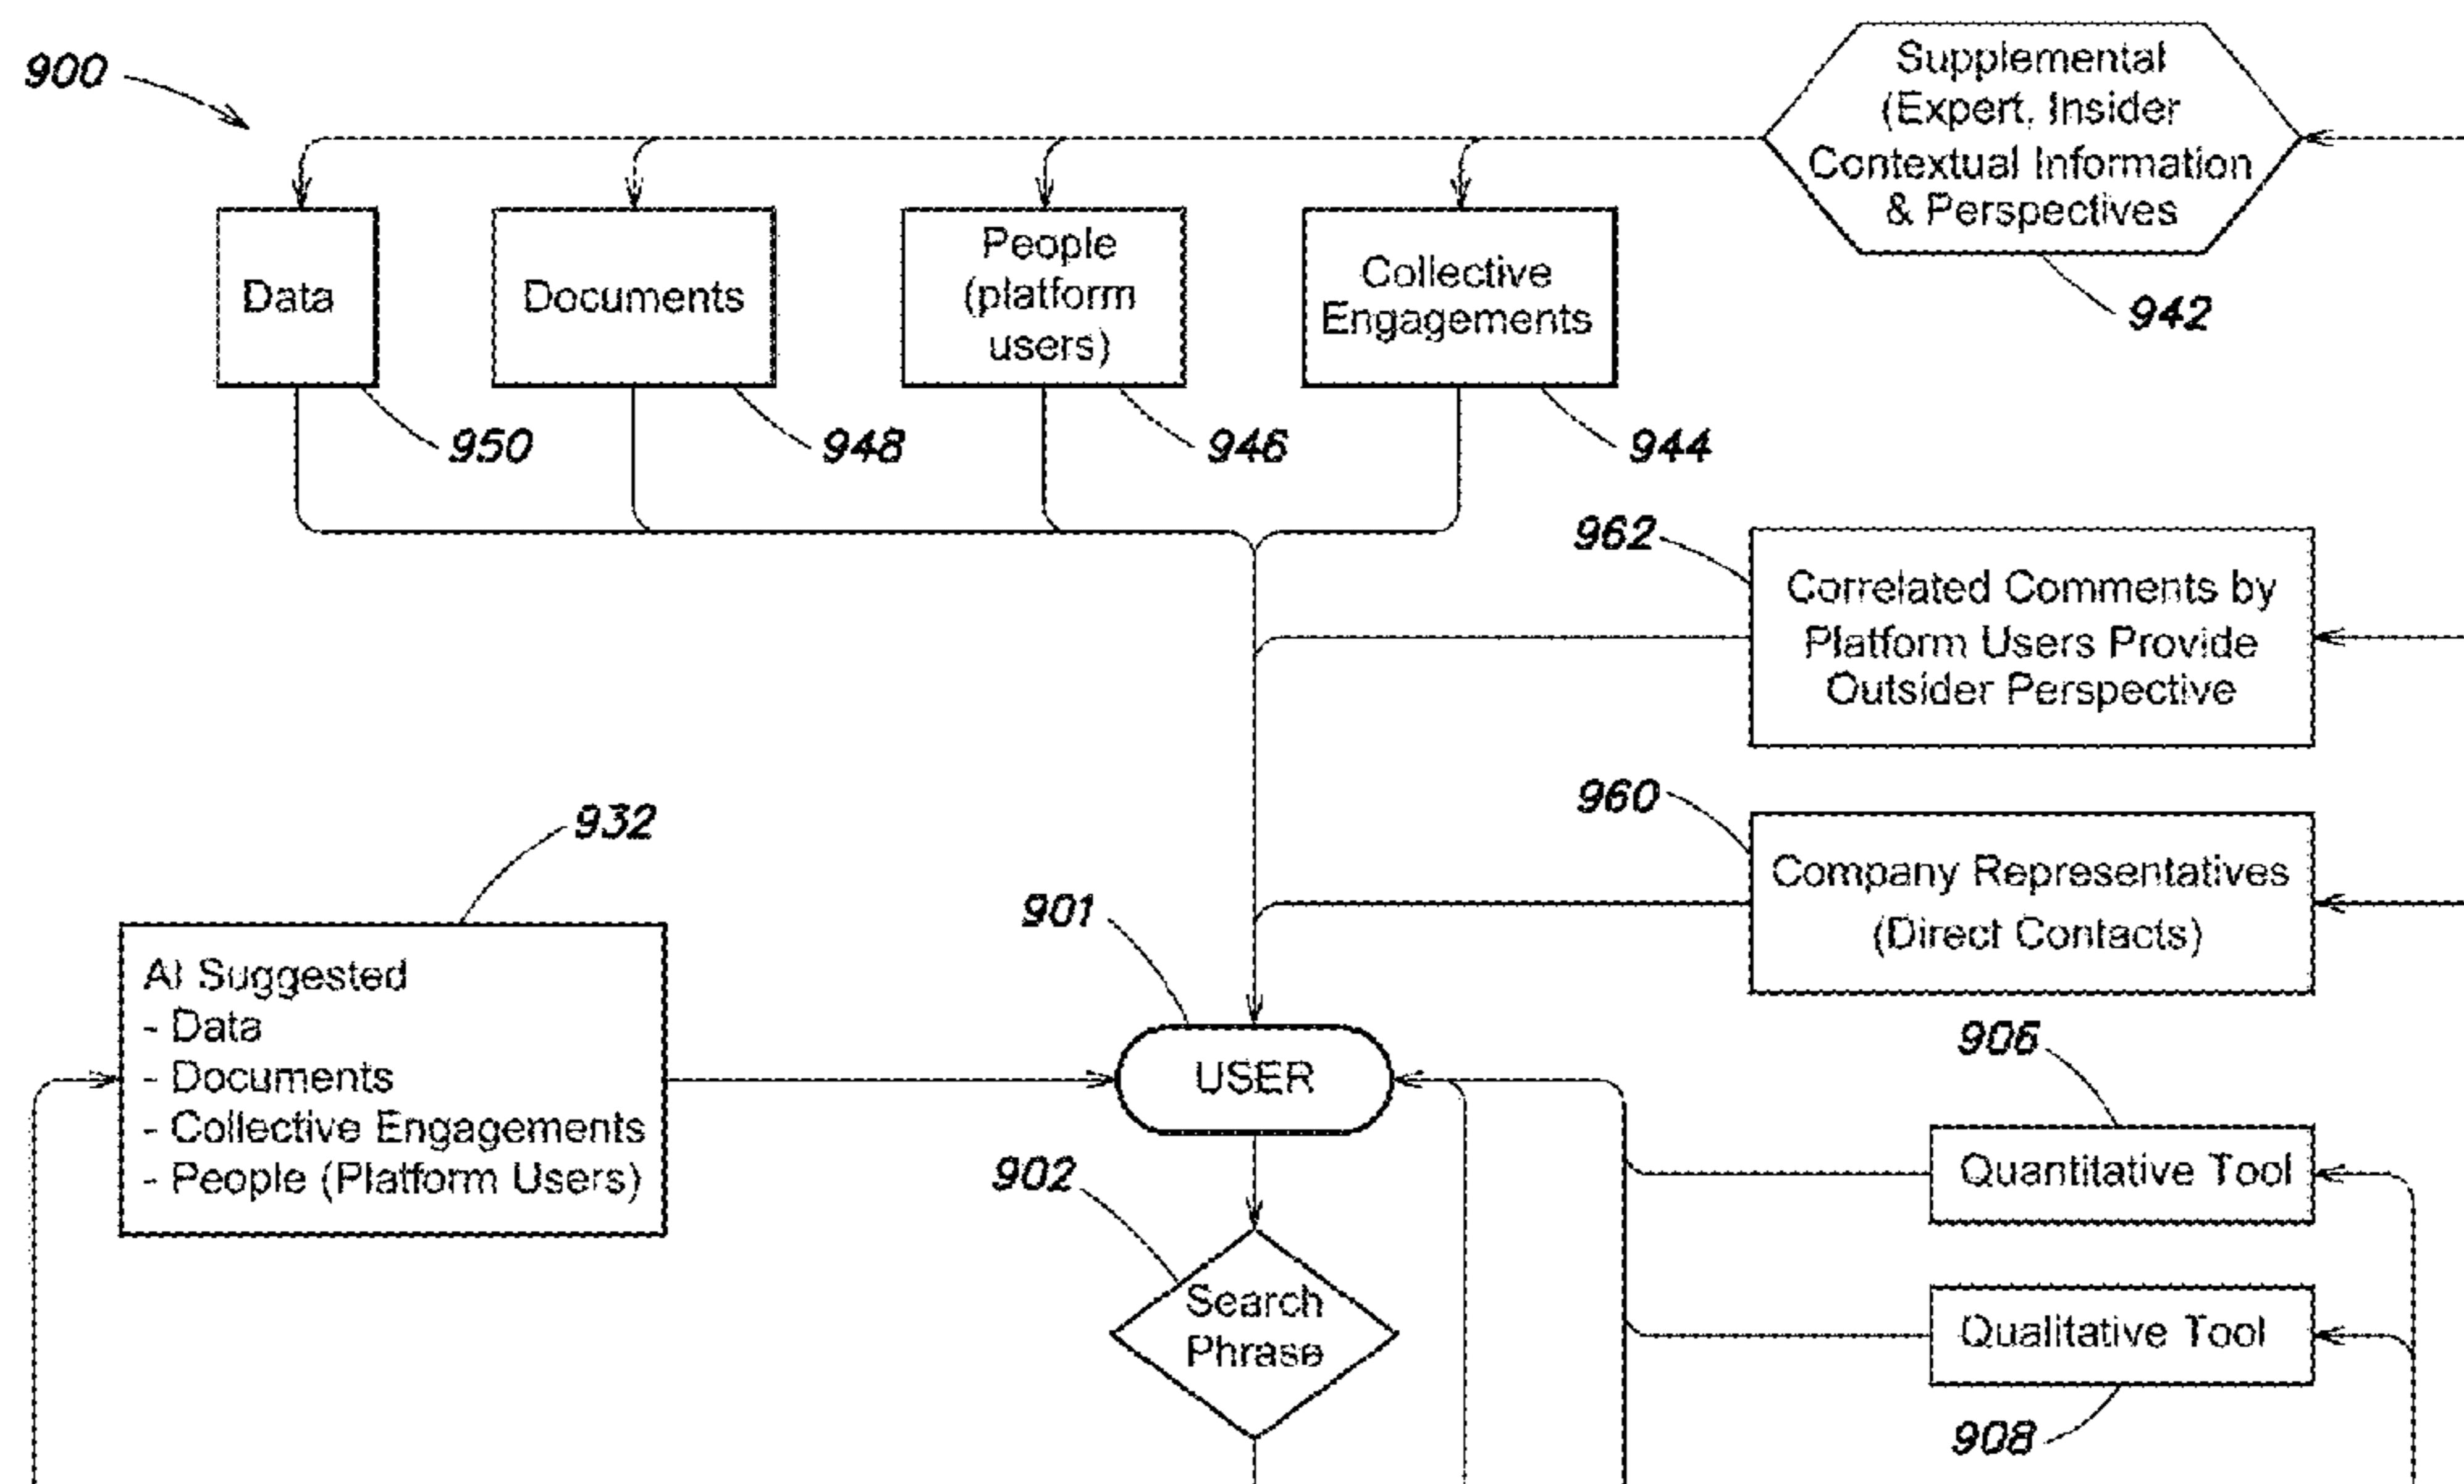 900
Supplemental
(Expert, Insider
Contextual Information
& Perspectives
942
Data
Documents
People
(platform
users)
Collective
Engagements
950
948
946
944
962
Correlated Comments by
Platform Users Provide
Outsider Perspective
960
Company Representatives
(Direct Contacts)
932
AI Suggested
- Data
- Documents
- Collective Engagements
- People (Platform Users)
901
USER
906
Quantitative Tool
902
Search
Phrase
Qualitative Tool
908